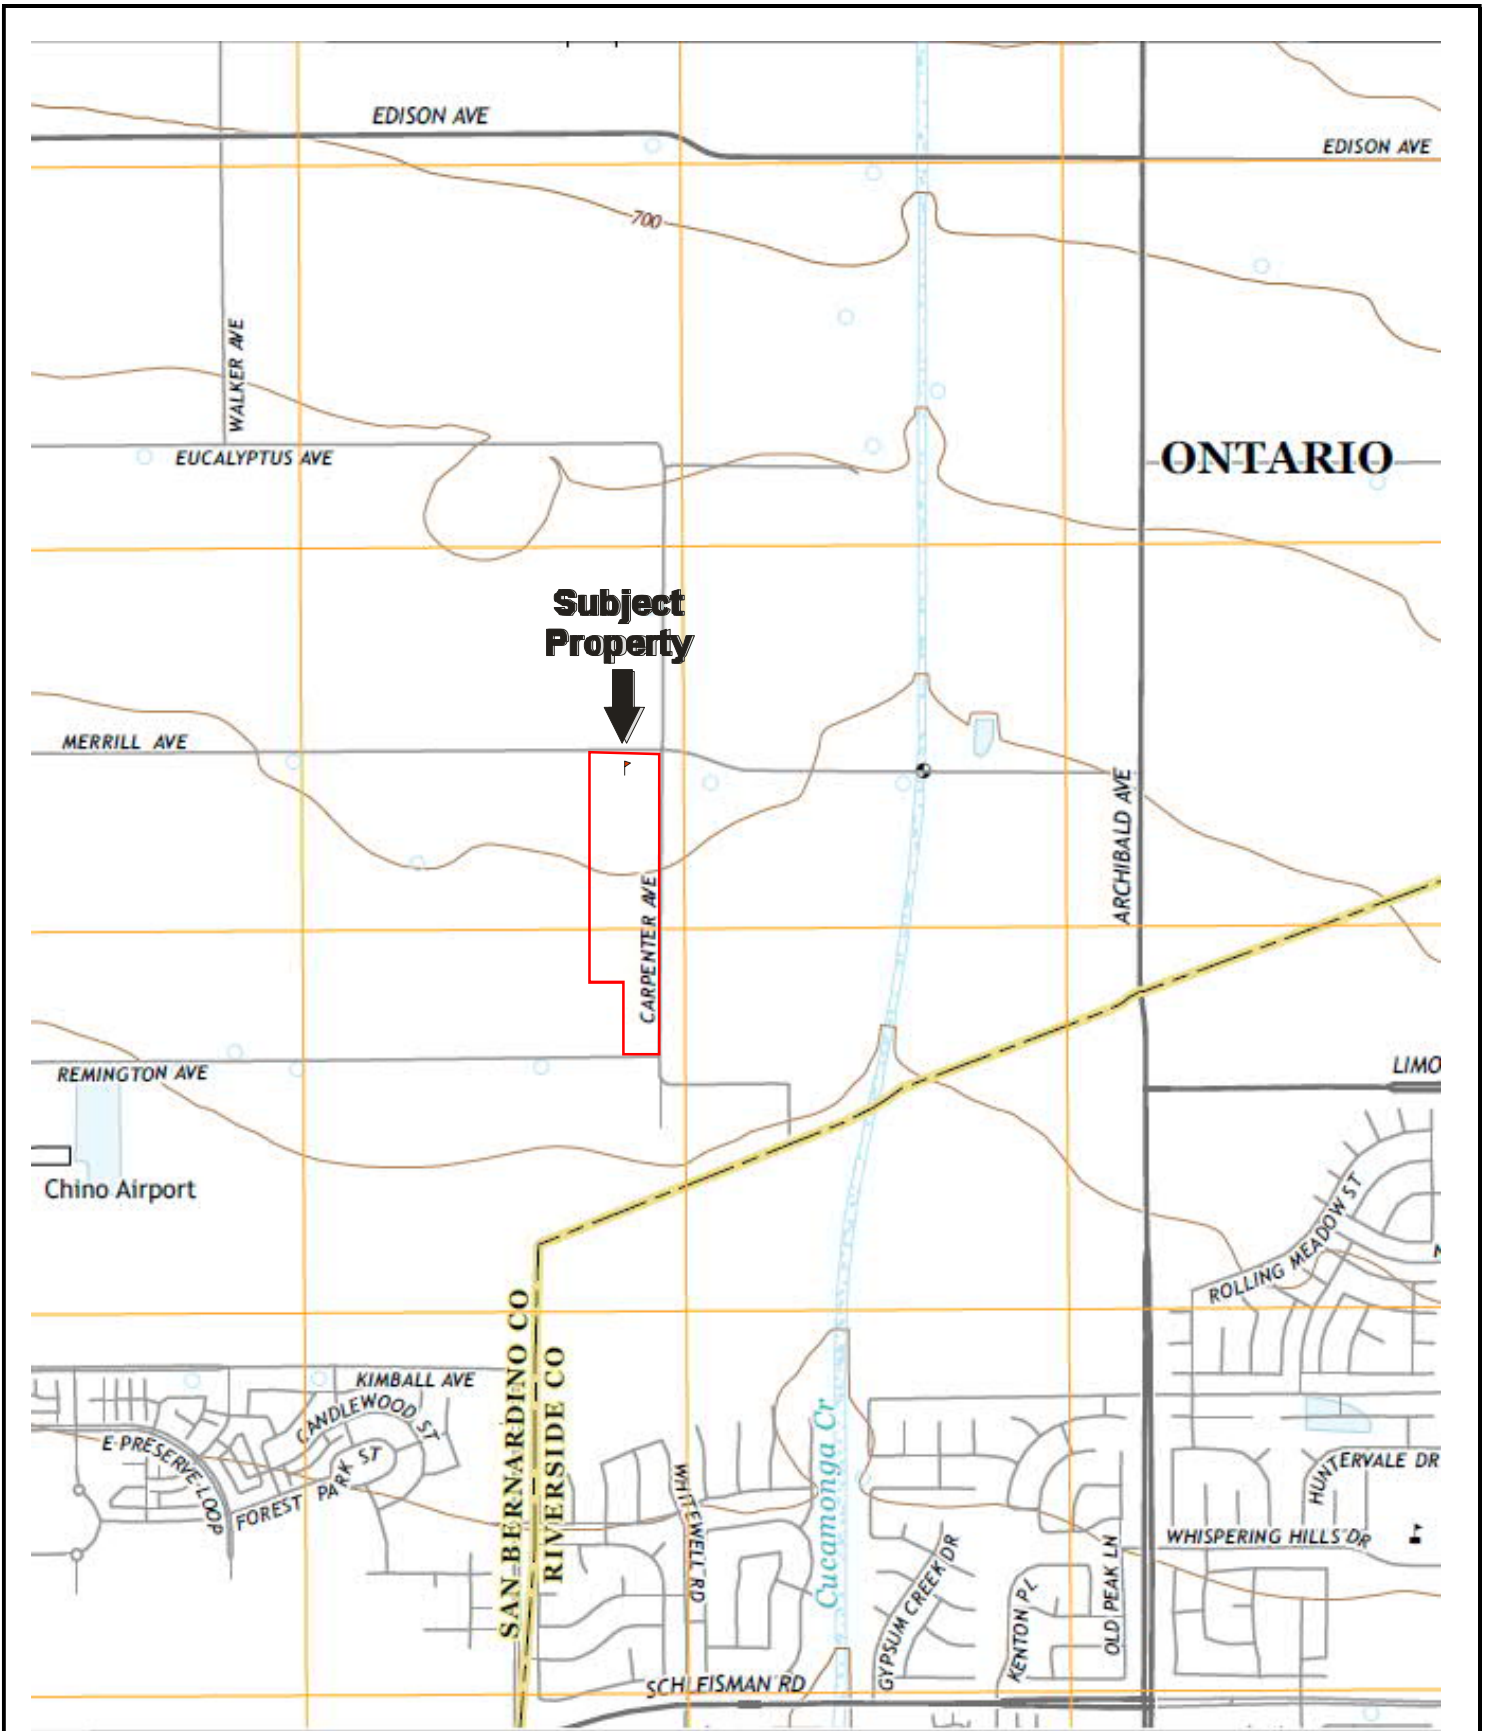 EDISON AVE
EDISON AVE
700
WALKER AVE
EUCALYPTUS AVE
ONTARIO
Subject
Property
MERRILL AVE
ARCHIBALD AVE
CARPENTER AVE
REMINGTON AVE
LIMO
Chino Airport
ROLLING MEADOW ST
SAN BERNARDINO CO
RIVERSIDE CO
KIMBALL AVE
CANDLEWOOD ST
E PRESERVE LOOP
FOREST PARK ST
Cucamonga Cr
WHITEWELL RD
HUNTERVALE DR
WHISPERING HILLS DR
GYPSUM CREEK DR
KENTON PL
OLD PEAK LN
SCHLEISMAN RD